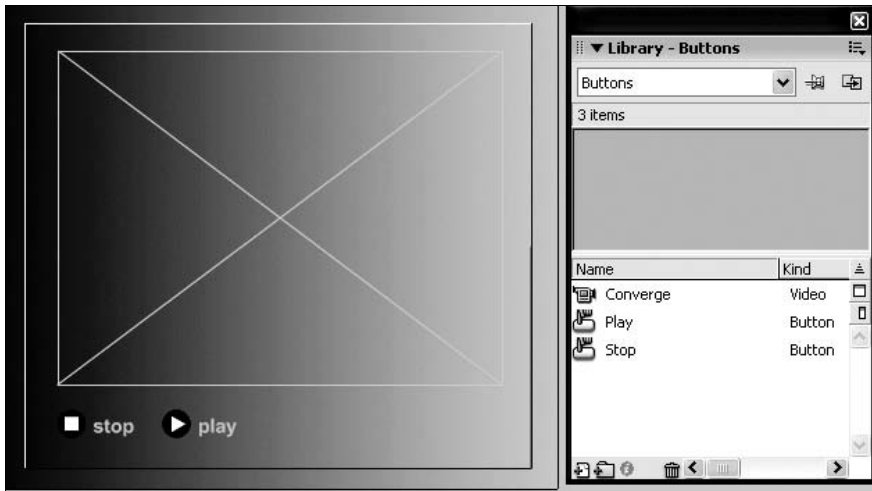 Library - Buttons
Buttons
3 items
Name Kind
Converge Video
Play Button
Stop Button
stop play